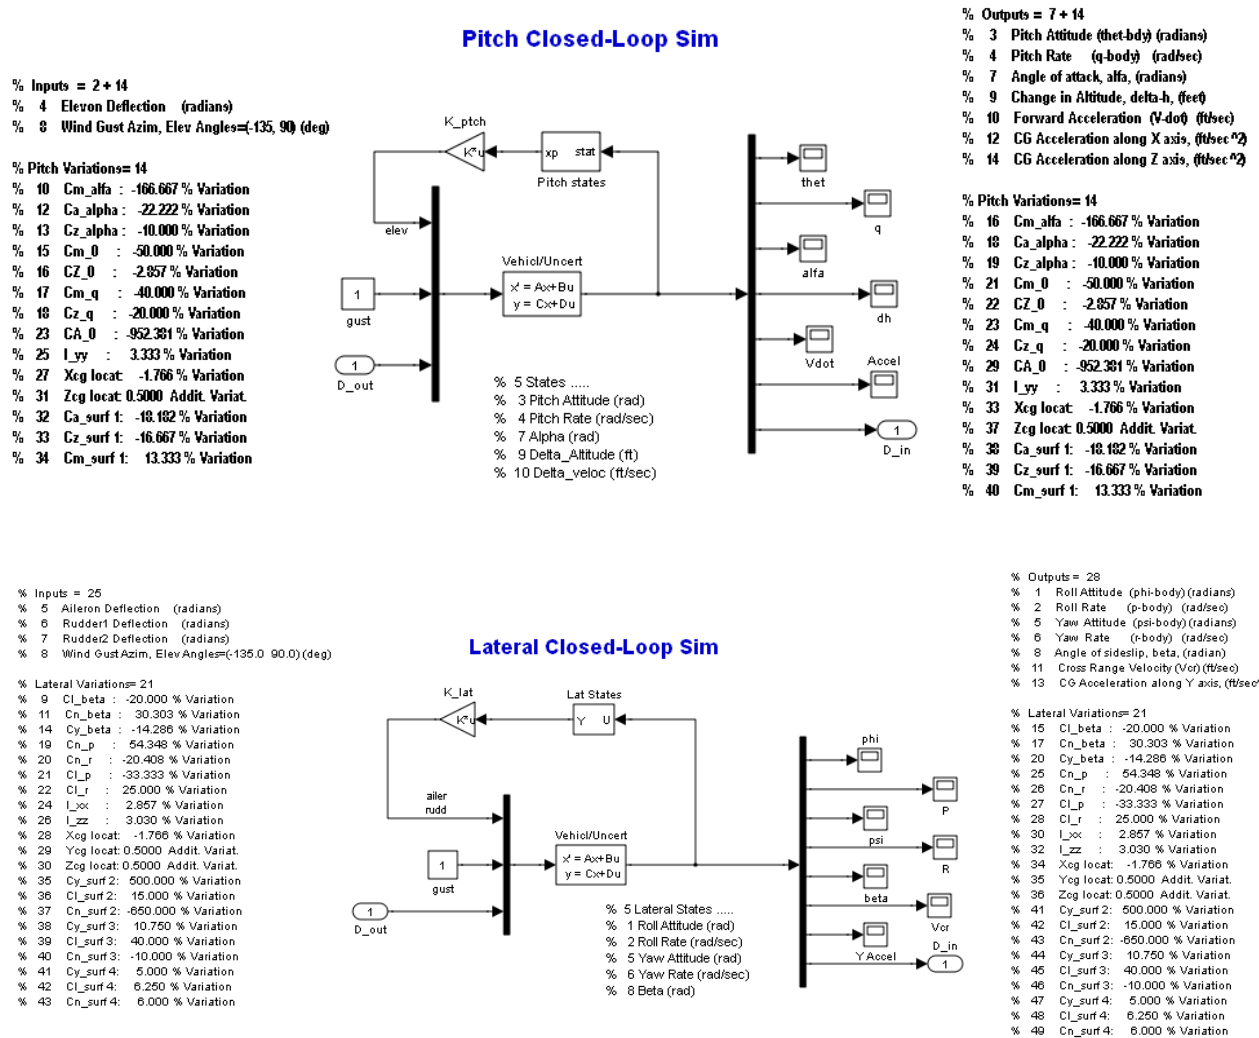 Pitch Closed-Loop Sim
% Inputs = 2 + 14
% 4 Elevon Deflection (radians)
% 8 Wind Gust Azim, Elev Angles=(-135, 90) (deg)
% Pitch Variations= 14
% 10 Cm_alfa : -166.667 % Variation
% 12 Ca_alpha : -22.222 % Variation
% 13 Cz_alpha : -10.000 % Variation
% 15 Cm_0 : -50.000 % Variation
% 16 CZ_0 : -2.857 % Variation
% 17 Cm_q : -40.000 % Variation
% 18 Cz_q : -20.000 % Variation
% 23 CA_0 : -952.381 % Variation
% 25 I_yy : 3.333 % Variation
% 27 Xcg locat: -1.766 % Variation
% 31 Zcg locat: 0.5000 Addit. Variat.
% 32 Ca_surf 1: -18.182 % Variation
% 33 Cz_surf 1: -16.667 % Variation
% 34 Cm_surf 1: 13.333 % Variation
K_ptch
K*u
xp stat
Pitch states
elev
1
gust
1
D_out
Vehicl/Uncert
x' = Ax+Bu
y = Cx+Du
thet
q
alfa
dh
Vdot
Accel
1
D_in
% 5 States .....
% 3 Pitch Attitude (rad)
% 4 Pitch Rate (rad/sec)
% 7 Alpha (rad)
% 9 Delta_Attitude (ft)
% 10 Delta_veloc (ft/sec)
% Outputs = 7 + 14
% 3 Pitch Attitude (thet-bdy) (radians)
% 4 Pitch Rate (q-body) (rad/sec)
% 7 Angle of attack, alfa, (radians)
% 9 Change in Altitude, delta-h, (feet)
% 10 Forward Acceleration (V-dot) (ft/sec)
% 12 CG Acceleration along X axis, (ft/sec^2)
% 14 CG Acceleration along Z axis, (ft/sec^2)
% Pitch Variations= 14
% 16 Cm_alfa : -166.667 % Variation
% 18 Ca_alpha : -22.222 % Variation
% 19 Cz_alpha : -10.000 % Variation
% 21 Cm_0 : -50.000 % Variation
% 22 CZ_0 : -2.857 % Variation
% 23 Cm_q : -40.000 % Variation
% 24 Cz_q : -20.000 % Variation
% 29 CA_0 : -952.381 % Variation
% 31 I_yy : 3.333 % Variation
% 33 Xcg locat: -1.766 % Variation
% 37 Zcg locat: 0.5000 Addit. Variat.
% 38 Ca_surf 1: -18.182 % Variation
% 39 Cz_surf 1: -16.667 % Variation
% 40 Cm_surf 1: 13.333 % Variation
Lateral Closed-Loop Sim
% Inputs = 25
% 5 Aileron Deflection (radians)
% 6 Rudder1 Deflection (radians)
% 7 Rudder2 Deflection (radians)
% 8 Wind Gust Azim, Elev Angles=(-135.0 90.0) (deg)
% Lateral Variations= 21
% 9 Cl_beta : -20.000 % Variation
% 11 Cn_beta : 30.303 % Variation
% 14 Cy_beta : -14.286 % Variation
% 19 Cn_p : 54.348 % Variation
% 20 Cn_r : -20.408 % Variation
% 21 Cl_p : -33.333 % Variation
% 22 Cl_r : 25.000 % Variation
% 24 I_xx : 2.857 % Variation
% 26 I_zz : 3.030 % Variation
% 28 Xcg locat: -1.766 % Variation
% 29 Ycg locat: 0.5000 Addit. Variat.
% 30 Zcg locat: 0.5000 Addit. Variat.
% 35 Cy_surf 2: 500.000 % Variation
% 36 Cl_surf 2: 15.000 % Variation
% 37 Cn_surf 2: -650.000 % Variation
% 38 Cy_surf 3: 10.750 % Variation
% 39 Cl_surf 3: 40.000 % Variation
% 40 Cn_surf 3: -10.000 % Variation
% 41 Cy_surf 4: 5.000 % Variation
% 42 Cl_surf 4: 6.250 % Variation
% 43 Cn_surf 4: 6.000 % Variation
K_lat
K*u
Lat States
Y U
ailer
rudd
1
gust
1
D_out
Vehicl/Uncert
x' = Ax+Bu
y = Cx+Du
phi
P
psi
R
beta
Vcr
Y Accel
D_in
1
% 5 Lateral States .....
% 1 Roll Attitude (rad)
% 2 Roll Rate (rad/sec)
% 5 Yaw Attitude (rad)
% 6 Yaw Rate (rad/sec)
% 8 Beta (rad)
% Outputs = 28
% 1 Roll Attitude (phi-body) (radians)
% 2 Roll Rate (p-body) (rad/sec)
% 5 Yaw Attitude (psi-body) (radians)
% 6 Yaw Rate (r-body) (rad/sec)
% 8 Angle of sideslip, beta, (radian)
% 11 Cross Range Velocity (Vcr) (ft/sec)
% 13 CG Acceleration along Y axis, (ft/sec^
% Lateral Variations= 21
% 15 Cl_beta : -20.000 % Variation
% 17 Cn_beta : 30.303 % Variation
% 20 Cy_beta : -14.286 % Variation
% 25 Cn_p : 54.348 % Variation
% 26 Cn_r : -20.408 % Variation
% 27 Cl_p : -33.333 % Variation
% 28 Cl_r : 25.000 % Variation
% 30 I_xx : 2.857 % Variation
% 32 I_zz : 3.030 % Variation
% 34 Xcg locat: -1.766 % Variation
% 35 Ycg locat: 0.5000 Addit. Variat.
% 36 Zcg locat: 0.5000 Addit. Variat.
% 41 Cy_surf 2: 500.000 % Variation
% 42 Cl_surf 2: 15.000 % Variation
% 43 Cn_surf 2: -650.000 % Variation
% 44 Cy_surf 3: 10.750 % Variation
% 45 Cl_surf 3: 40.000 % Variation
% 46 Cn_surf 3: -10.000 % Variation
% 47 Cy_surf 4: 5.000 % Variation
% 48 Cl_surf 4: 6.250 % Variation
% 49 Cn_surf 4: 6.000 % Variation